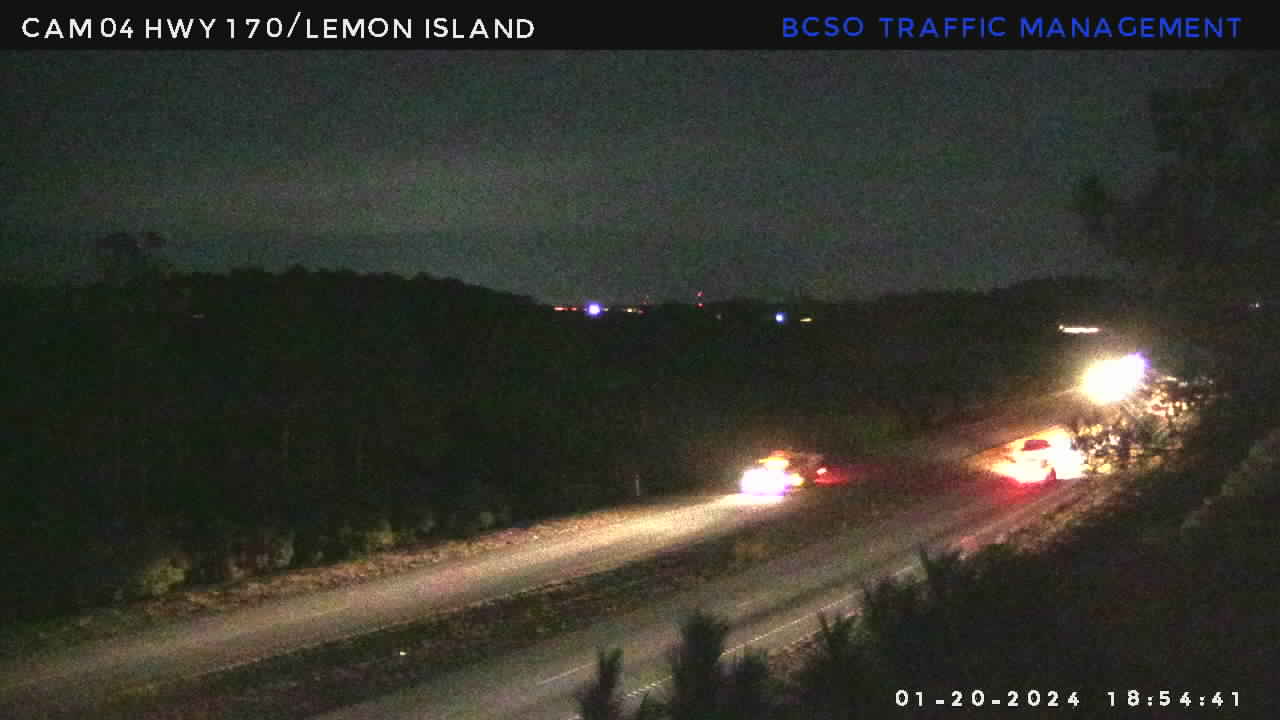 CAM04 HWY 170/LEMON ISLAND
BCSO TRAFFIC MANAGEMENT
01-20-2024 18:54:41